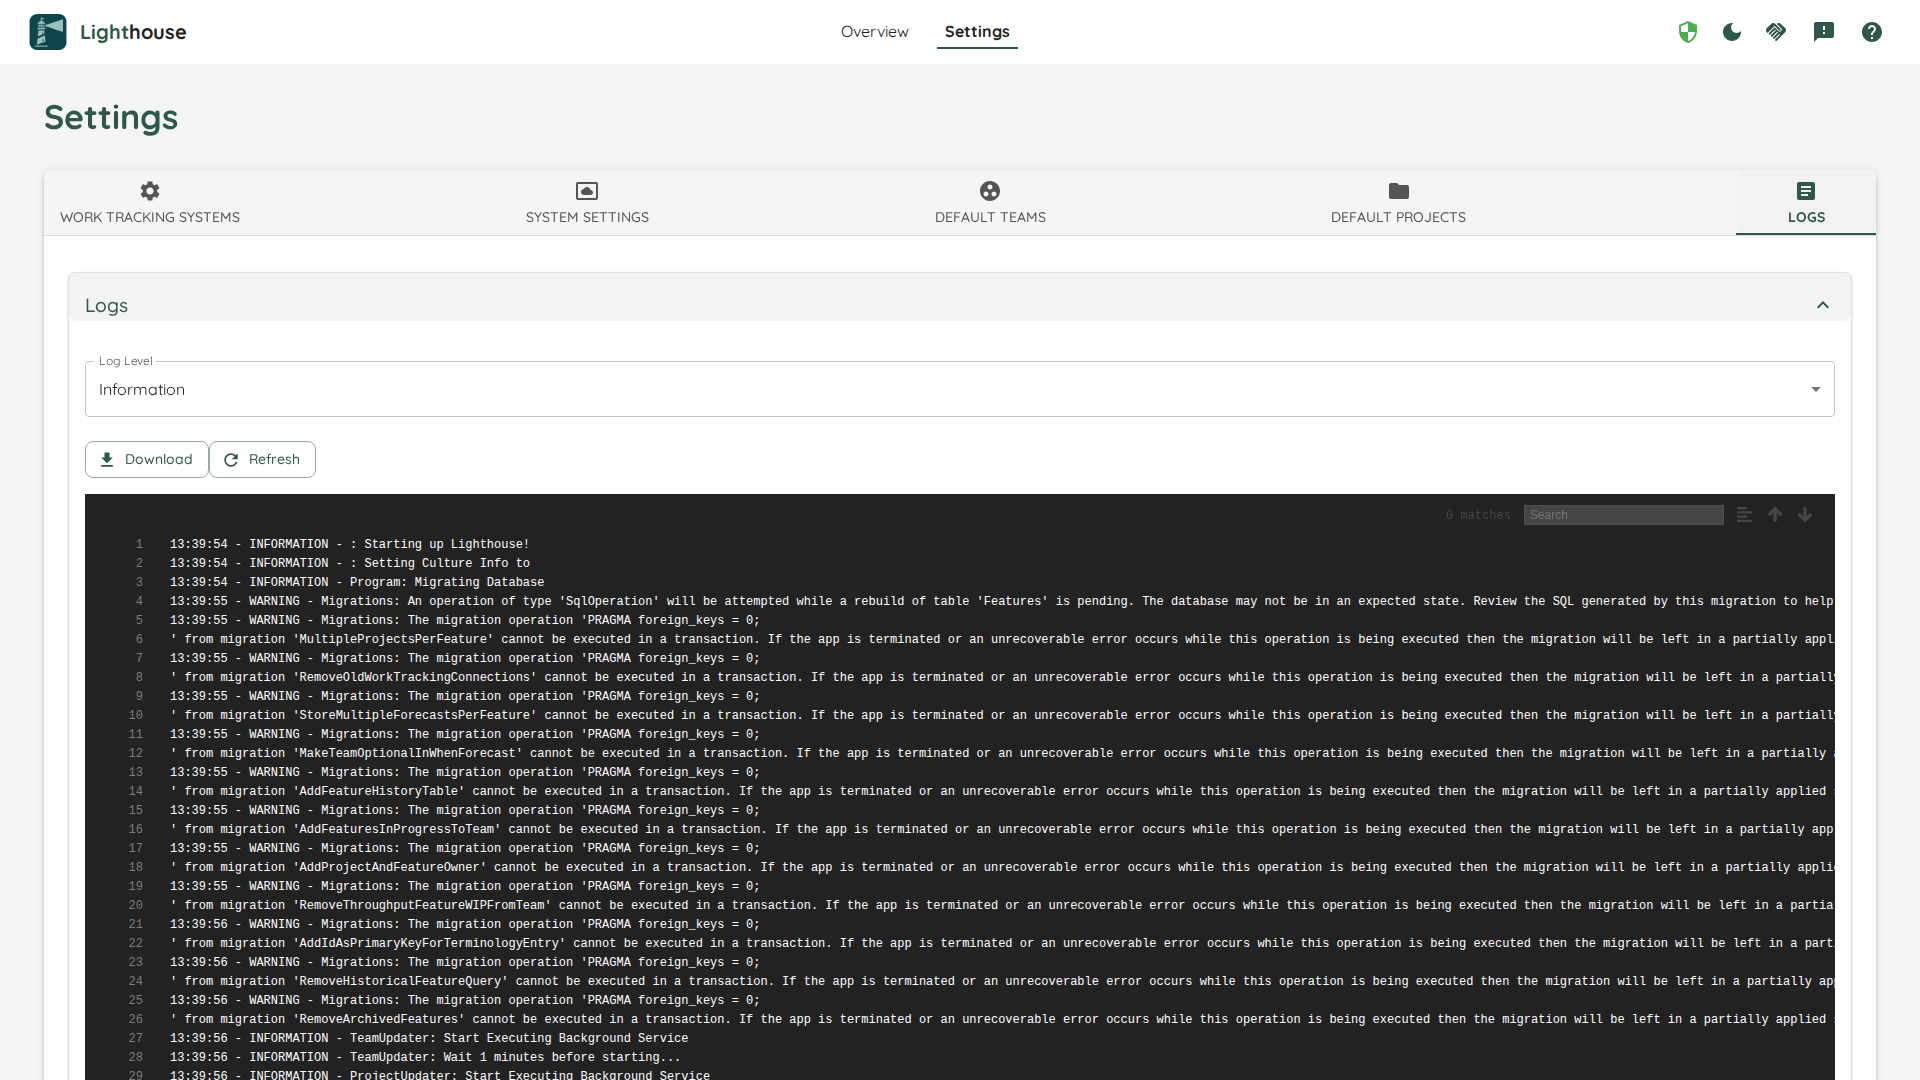 Lighthouse
Overview
Settings
Settings
WORK TRACKING SYSTEMS
SYSTEM SETTINGS
DEFAULT TEAMS
DEFAULT PROJECTS
LOGS
Logs
Log Level
Information
Download
Refresh
0 matches
Search
1 13:39:54 - INFORMATION - : Starting up Lighthouse!
2 13:39:54 - INFORMATION - : Setting Culture Info to
3 13:39:54 - INFORMATION - Program: Migrating Database
4 13:39:55 - WARNING - Migrations: An operation of type 'SqlOperation' will be attempted while a rebuild of table 'Features' is pending. The database may not be in an expected state. Review the SQL generated by this migration to help
5 13:39:55 - WARNING - Migrations: The migration operation 'PRAGMA foreign_keys = 0;
6 ' from migration 'MultipleProjectsPerFeature' cannot be executed in a transaction. If the app is terminated or an unrecoverable error occurs while this operation is being executed then the migration will be left in a partially appl
7 13:39:55 - WARNING - Migrations: The migration operation 'PRAGMA foreign_keys = 0;
8 ' from migration 'RemoveOldWorkTrackingConnections' cannot be executed in a transaction. If the app is terminated or an unrecoverable error occurs while this operation is being executed then the migration will be left in a partially
9 13:39:55 - WARNING - Migrations: The migration operation 'PRAGMA foreign_keys = 0;
10 ' from migration 'StoreMultipleForecastsPerFeature' cannot be executed in a transaction. If the app is terminated or an unrecoverable error occurs while this operation is being executed then the migration will be left in a partially
11 13:39:55 - WARNING - Migrations: The migration operation 'PRAGMA foreign_keys = 0;
12 ' from migration 'MakeTeamOptionalInWhenForecast' cannot be executed in a transaction. If the app is terminated or an unrecoverable error occurs while this operation is being executed then the migration will be left in a partially
13 13:39:55 - WARNING - Migrations: The migration operation 'PRAGMA foreign_keys = 0;
14 ' from migration 'AddFeatureHistoryTable' cannot be executed in a transaction. If the app is terminated or an unrecoverable error occurs while this operation is being executed then the migration will be left in a partially applied
15 13:39:55 - WARNING - Migrations: The migration operation 'PRAGMA foreign_keys = 0;
16 ' from migration 'AddFeaturesInProgressToTeam' cannot be executed in a transaction. If the app is terminated or an unrecoverable error occurs while this operation is being executed then the migration will be left in a partially app
17 13:39:55 - WARNING - Migrations: The migration operation 'PRAGMA foreign_keys = 0;
18 ' from migration 'AddProjectAndFeatureOwner' cannot be executed in a transaction. If the app is terminated or an unrecoverable error occurs while this operation is being executed then the migration will be left in a partially appli
19 13:39:55 - WARNING - Migrations: The migration operation 'PRAGMA foreign_keys = 0;
20 ' from migration 'RemoveThroughputFeatureWIPFromTeam' cannot be executed in a transaction. If the app is terminated or an unrecoverable error occurs while this operation is being executed then the migration will be left in a partia
21 13:39:56 - WARNING - Migrations: The migration operation 'PRAGMA foreign_keys = 0;
22 ' from migration 'AddIdAsPrimaryKeyForTerminologyEntry' cannot be executed in a transaction. If the app is terminated or an unrecoverable error occurs while this operation is being executed then the migration will be left in a part
23 13:39:56 - WARNING - Migrations: The migration operation 'PRAGMA foreign_keys = 0;
24 ' from migration 'RemoveHistoricalFeatureQuery' cannot be executed in a transaction. If the app is terminated or an unrecoverable error occurs while this operation is being executed then the migration will be left in a partially ap
25 13:39:56 - WARNING - Migrations: The migration operation 'PRAGMA foreign_keys = 0;
26 ' from migration 'RemoveArchivedFeatures' cannot be executed in a transaction. If the app is terminated or an unrecoverable error occurs while this operation is being executed then the migration will be left in a partially applied
27 13:39:56 - INFORMATION - TeamUpdater: Start Executing Background Service
28 13:39:56 - INFORMATION - TeamUpdater: Wait 1 minutes before starting...
29 13:39:56 - INFORMATION - ProjectUpdater: Start Executing Background Service